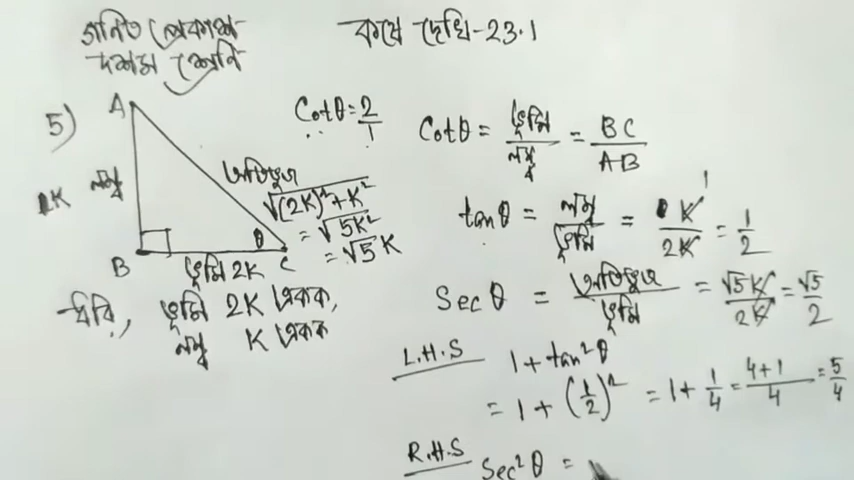 গনিত প্রকাশ
দশম শ্রেনি
কষে দেখি-23.1
5)
A
লম্ব
K
B
ভূমি 2K
C
θ
অতিভুজ
√(2K)²+K²
= √5K²
= √5 K
Cotθ = 2/1
Cotθ = ভূমি/লম্ব = BC/AB
tanθ = লম্ব/ভূমি = K/2K = 1/2
Secθ = অতিভুজ/ভূমি = √5K/2K = √5/2
ধরি, ভূমি 2K একক,
লম্ব K একক
L.H.S 1+tan²θ
= 1+(1/2)² = 1+1/4 = 4+1/4 = 5/4
R.H.S Sec²θ =